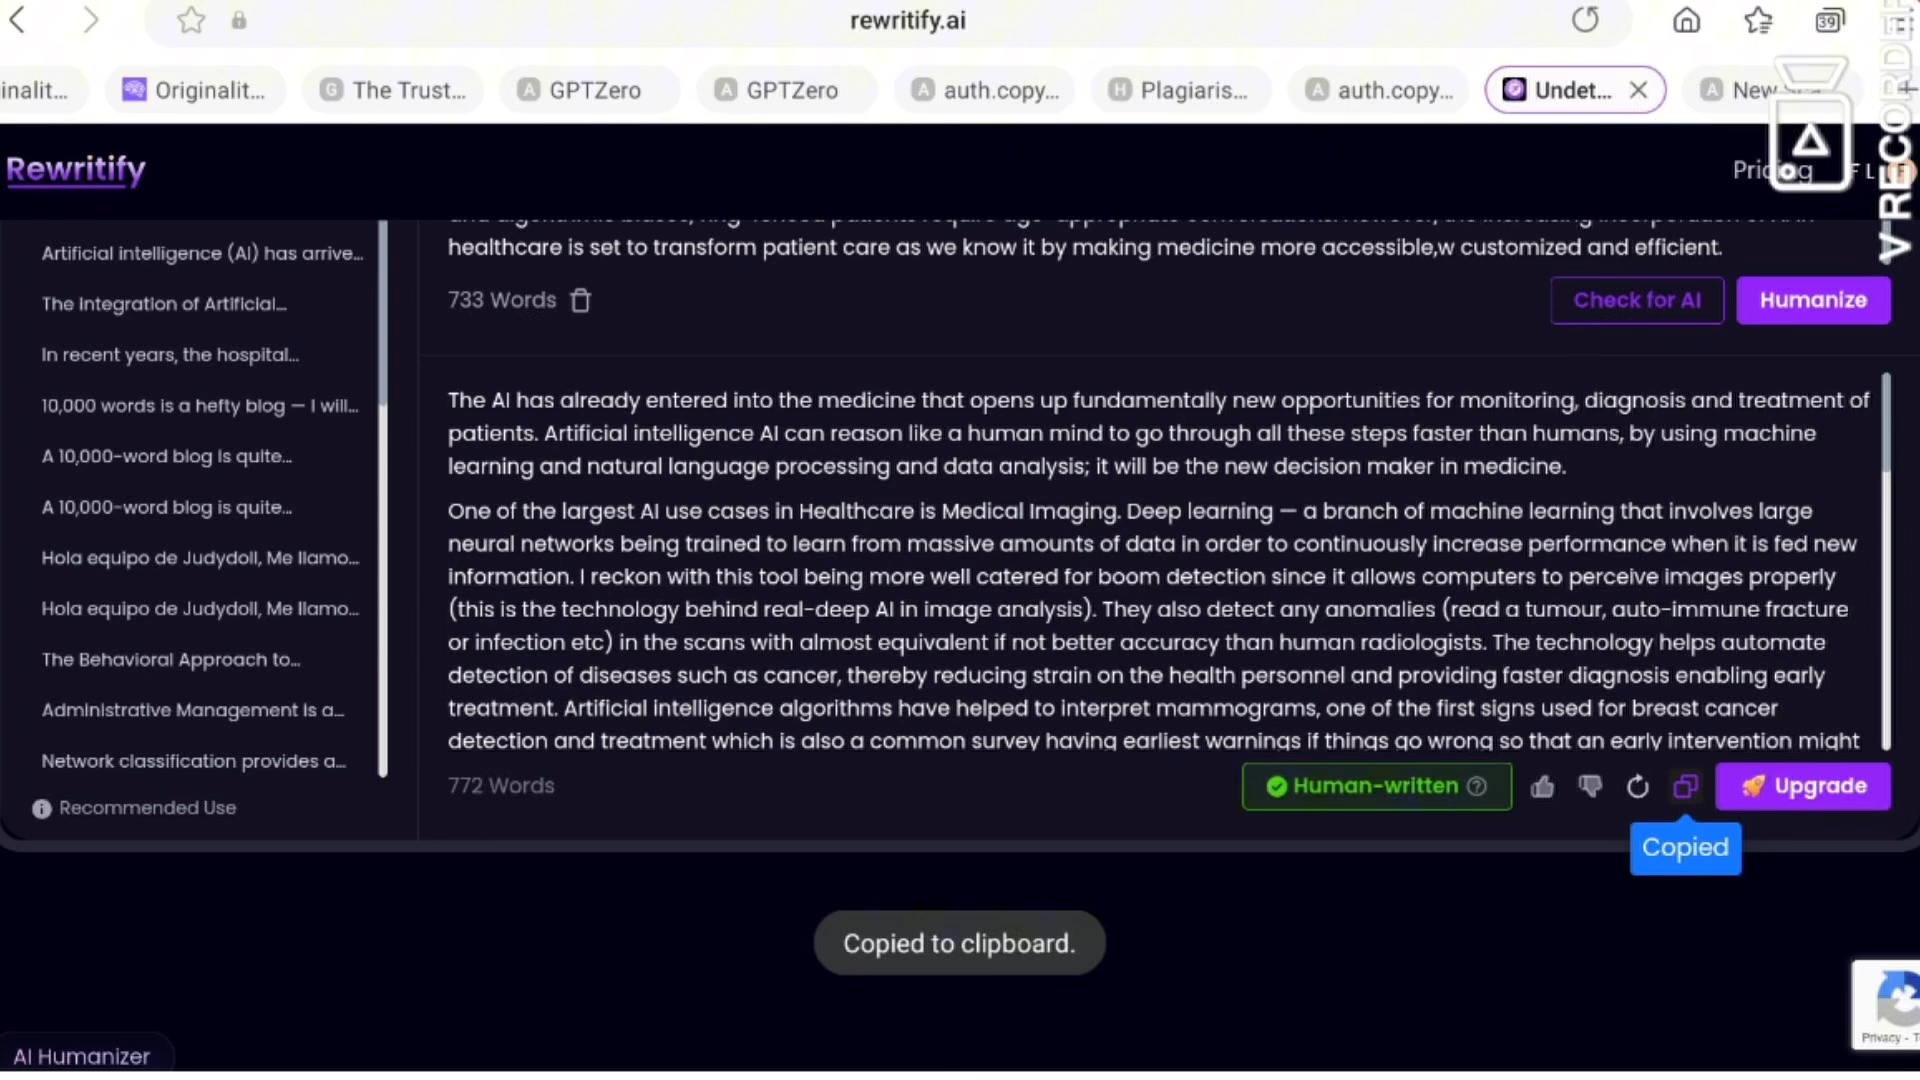 rewritify.ai
39
inalit...
Originalit...
The Trust...
GPTZero
GPTZero
auth.copy...
Plagiaris...
auth.copy...
Undet...
New
VRECORDER
Rewritify
Pricing
F L
healthcare is set to transform patient care as we know it by making medicine more accessible,w customized and efficient.
733 Words
Check for AI
Humanize
Artificial intelligence (AI) has arrive...
The Integration of Artificial...
In recent years, the hospital...
10,000 words is a hefty blog — I will...
A 10,000-word blog is quite...
A 10,000-word blog is quite...
Hola equipo de Judydoll, Me llamo...
Hola equipo de Judydoll, Me llamo...
The Behavioral Approach to...
Administrative Management is a...
Network classification provides a...
Recommended Use
The AI has already entered into the medicine that opens up fundamentally new opportunities for monitoring, diagnosis and treatment of
patients. Artificial intelligence AI can reason like a human mind to go through all these steps faster than humans, by using machine
learning and natural language processing and data analysis; it will be the new decision maker in medicine.
One of the largest AI use cases in Healthcare is Medical Imaging. Deep learning — a branch of machine learning that involves large
neural networks being trained to learn from massive amounts of data in order to continuously increase performance when it is fed new
information. I reckon with this tool being more well catered for boom detection since it allows computers to perceive images properly
(this is the technology behind real-deep AI in image analysis). They also detect any anomalies (read a tumour, auto-immune fracture
or infection etc) in the scans with almost equivalent if not better accuracy than human radiologists. The technology helps automate
detection of diseases such as cancer, thereby reducing strain on the health personnel and providing faster diagnosis enabling early
treatment. Artificial intelligence algorithms have helped to interpret mammograms, one of the first signs used for breast cancer
detection and treatment which is also a common survey having earliest warnings if things go wrong so that an early intervention might
772 Words
Human-written
Upgrade
Copied
Copied to clipboard.
Privacy -
AI Humanizer